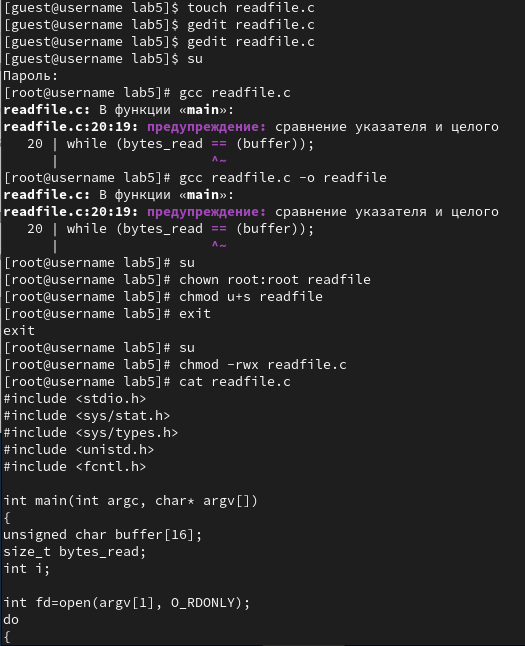 [guest@username lab5]$ touch readfile.c
[guest@username lab5]$ gedit readfile.c
[guest@username lab5]$ gedit readfile.c
[guest@username lab5]$ su
Пароль:
[root@username lab5]# gcc readfile.c
readfile.c: В функции «main»:
readfile.c:20:19: предупреждение: сравнение указателя и целого
   20 | while (bytes_read == (buffer));
      |                   ^~
[root@username lab5]# gcc readfile.c -o readfile
readfile.c: В функции «main»:
readfile.c:20:19: предупреждение: сравнение указателя и целого
   20 | while (bytes_read == (buffer));
      |                   ^~
[root@username lab5]# su
[root@username lab5]# chown root:root readfile
[root@username lab5]# chmod u+s readfile
[root@username lab5]# exit
exit
[root@username lab5]# su
[root@username lab5]# chmod -rwx readfile.c
[root@username lab5]# cat readfile.c
#include <stdio.h>
#include <sys/stat.h>
#include <sys/types.h>
#include <unistd.h>
#include <fcntl.h>

int main(int argc, char* argv[])
{
unsigned char buffer[16];
size_t bytes_read;
int i;

int fd=open(argv[1], O_RDONLY);
do
{